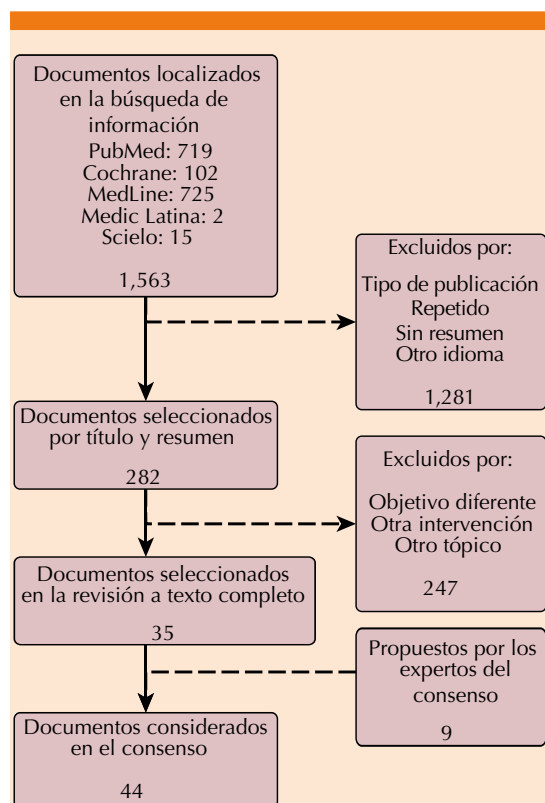 Documentos localizados
en la búsqueda de
información
PubMed: 719
Cochrane: 102
MedLine: 725
Medic Latina: 2
Scielo: 15
1,563
Excluidos por:
Tipo de publicación
Repetido
Sin resumen
Otro idioma
1,281
Documentos seleccionados
por título y resumen
282
Excluidos por:
Objetivo diferente
Otra intervención
Otro tópico
247
Documentos seleccionados
en la revisión a texto completo
35
Propuestos por los
expertos del
consenso
9
Documentos considerados
en el consenso
44